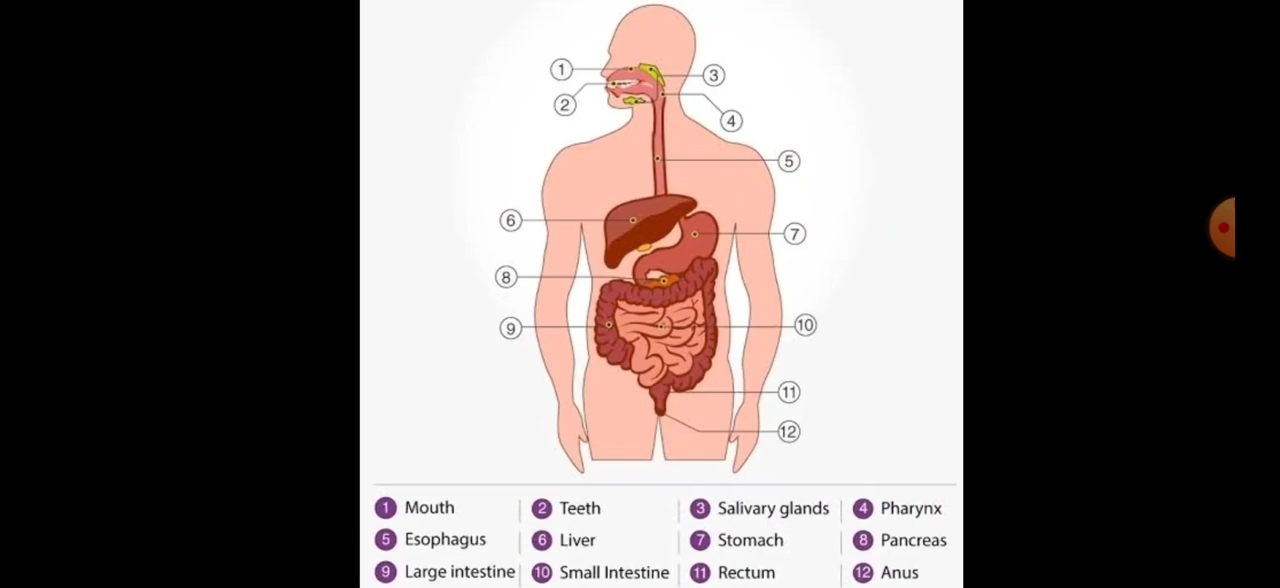 1
2
3
4
5
6
7
8
9
10
11
12
1 Mouth
2 Teeth
3 Salivary glands
4 Pharynx
5 Esophagus
6 Liver
7 Stomach
8 Pancreas
9 Large intestine
10 Small Intestine
11 Rectum
12 Anus